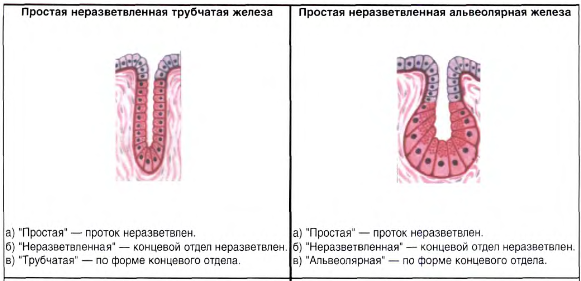 Простая неразветвленная трубчатая железа
а) "Простая" — проток неразветвлен.
б) "Неразветвленная" — концевой отдел неразветвлен.
в) "Трубчатая" — по форме концевого отдела.
Простая неразветвленная альвеолярная железа
а) "Простая" — проток неразветвлен.
б) "Неразветвленная" — концевой отдел неразветвлен.
в) "Альвеолярная" — по форме концевого отдела.